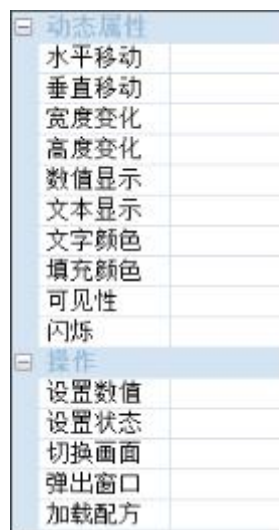 动态属性
水平移动
垂直移动
宽度变化
高度变化
数值显示
文本显示
文字颜色
填充颜色
可见性
闪烁
操作
设置数值
设置状态
切换画面
弹出窗口
加载配方